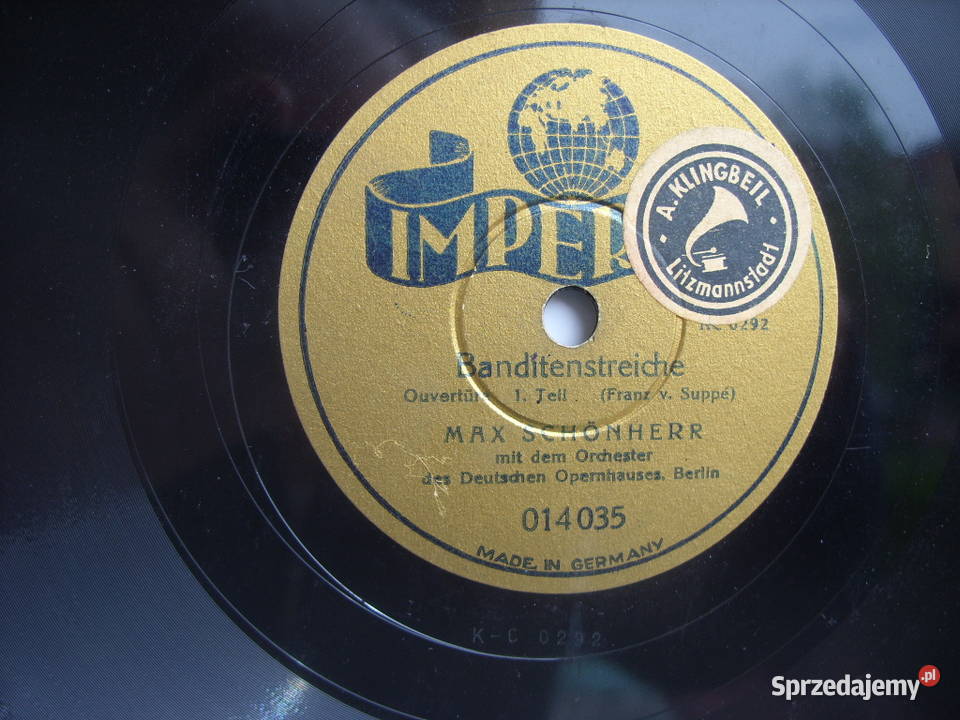 IMPER
A. KLINGBEIL
Litzmannstadt
KC 0292
Banditenstreiche
Ouvertüre 1. Teil (Franz v. Suppé)
MAX SCHÖNHERR
mit dem Orchester
des Deutschen Opernhauses, Berlin
014035
MADE IN GERMANY
K-C 0292
Sprzedajemy.pl